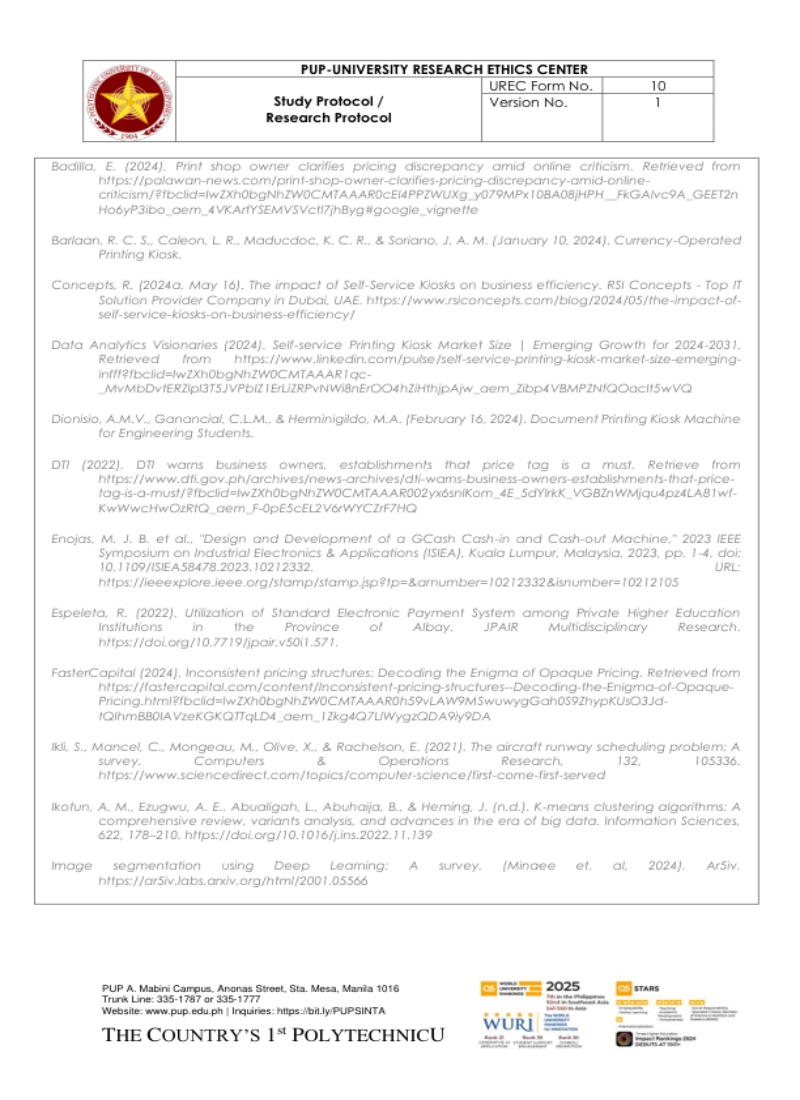 PUP-UNIVERSITY RESEARCH ETHICS CENTER
Study Protocol /
Research Protocol
UREC Form No. 10
Version No. 1
Badilla, E. (2024). Print shop owner clarifies pricing discrepancy amid online criticism. Retrieved from
https://palawan-news.com/print-shop-owner-clarifies-pricing-discrepancy-amid-online-
criticism/?fbclid=IwZXh0bgNhZW0CMTAAAR0cEI4PPZWUXg_y079MPx10BA08jHPH__FkGAIvc9A_GEET2n
Ho6yP3ibo_aem_4VKArfYSEMVSVctI7jhByg#google_vignette
Barlaan, R. C. S., Caleon, L. R., Maducdoc, K. C. R., & Soriano, J. A. M. (January 10, 2024). Currency-Operated
Printing Kiosk.
Concepts, R. (2024a, May 16). The impact of Self-Service Kiosks on business efficiency. RSI Concepts - Top IT
Solution Provider Company in Dubai, UAE. https://www.rsiconcepts.com/blog/2024/05/the-impact-of-
self-service-kiosks-on-business-efficiency/
Data Analytics Visionaries (2024). Self-service Printing Kiosk Market Size | Emerging Growth for 2024-2031.
Retrieved from https://www.linkedin.com/pulse/self-service-printing-kiosk-market-size-emerging-
infff?fbclid=IwZXh0bgNhZW0CMTAAAR1qc-
_MvMbDvtERZIpl3T5JVPbIZ1ErLiZRPvNWi8nErOO4hZiHthjpAjw_aem_Zibp4VBMPZNfQOacIt5wVQ
Dionisio, A.M.V., Ganancial, C.L.M., & Herminigildo, M.A. (February 16, 2024). Document Printing Kiosk Machine
for Engineering Students.
DTI (2022). DTI warns business owners, establishments that price tag is a must. Retrieve from
https://www.dti.gov.ph/archives/news-archives/dti-warns-business-owners-establishments-that-price-
tag-is-a-must/?fbclid=IwZXh0bgNhZW0CMTAAAR002yx6snIKom_4E_5dYIrkK_VGBZnWMjqu4pz4LA81wf-
KwWwcHwOzRtQ_aem_F-0pE5cEL2V6rWYCZrF7HQ
Enojas, M. J. B. et al., "Design and Development of a GCash Cash-in and Cash-out Machine," 2023 IEEE
Symposium on Industrial Electronics & Applications (ISIEA), Kuala Lumpur, Malaysia, 2023, pp. 1-4, doi:
10.1109/ISIEA58478.2023.10212332. URL:
https://ieeexplore.ieee.org/stamp/stamp.jsp?tp=&arnumber=10212332&isnumber=10212105
Espeleta, R. (2022). Utilization of Standard Electronic Payment System among Private Higher Education
Institutions in the Province of Albay. JPAIR Multidisciplinary Research.
https://doi.org/10.7719/jpair.v50i1.571.
FasterCapital (2024). Inconsistent pricing structures: Decoding the Enigma of Opaque Pricing. Retrieved from
https://fastercapital.com/content/Inconsistent-pricing-structures--Decoding-the-Enigma-of-Opaque-
Pricing.html?fbclid=IwZXh0bgNhZW0CMTAAAR0h59vLAW9MSwuwygGah0S9ZhypKUsO3Jd-
tQIhmBB0IAVzeKGKQTTqLD4_aem_1Zkg4Q7LlWygzQDA9iy9DA
Ikli, S., Mancel, C., Mongeau, M., Olive, X., & Rachelson, E. (2021). The aircraft runway scheduling problem: A
survey. Computers & Operations Research, 132, 105336.
https://www.sciencedirect.com/topics/computer-science/first-come-first-served
Ikotun, A. M., Ezugwu, A. E., Abualigah, L., Abuhaija, B., & Heming, J. (n.d.). K-means clustering algorithms: A
comprehensive review, variants analysis, and advances in the era of big data. Information Sciences,
622, 178–210. https://doi.org/10.1016/j.ins.2022.11.139
Image segmentation using Deep Learning: A survey. (Minaee et. al, 2024). Ar5iv.
https://ar5iv.labs.arxiv.org/html/2001.05566
PUP A. Mabini Campus, Anonas Street, Sta. Mesa, Manila 1016
Trunk Line: 335-1787 or 335-1777
Website: www.pup.edu.ph | Inquiries: https://bit.ly/PUPSINTA
THE COUNTRY'S 1st POLYTECHNICU
QS WORLD UNIVERSITY RANKINGS 2025
7th in the Philippines
92nd in Southeast Asia
QS STARS
WURI
Impact Rankings 2024